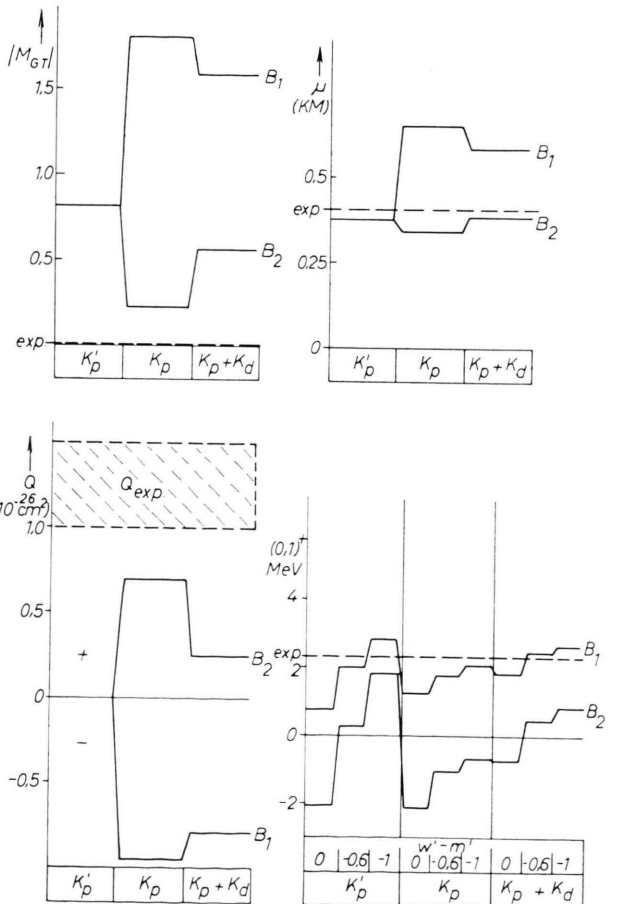 |M_GT|
1,5
1,0
0,5
exp
B₁
B₂
K'p Kp Kp+Kd
μ
(KM)
0,5
exp
0,25
0
B₁
B₂
K'p Kp Kp+Kd
Q
10⁻²⁶cm²)
1,0
0,5
+
0
−
-0,5
Q_exp
B₂
B₁
K'p Kp Kp+Kd
(0,1)⁺
MeV
4
exp
2
0
-2
B₁
B₂
w'-m'
0 -0,6 -1 0 -0,6 -1 0 -0,6 -1
K'p Kp Kp + Kd